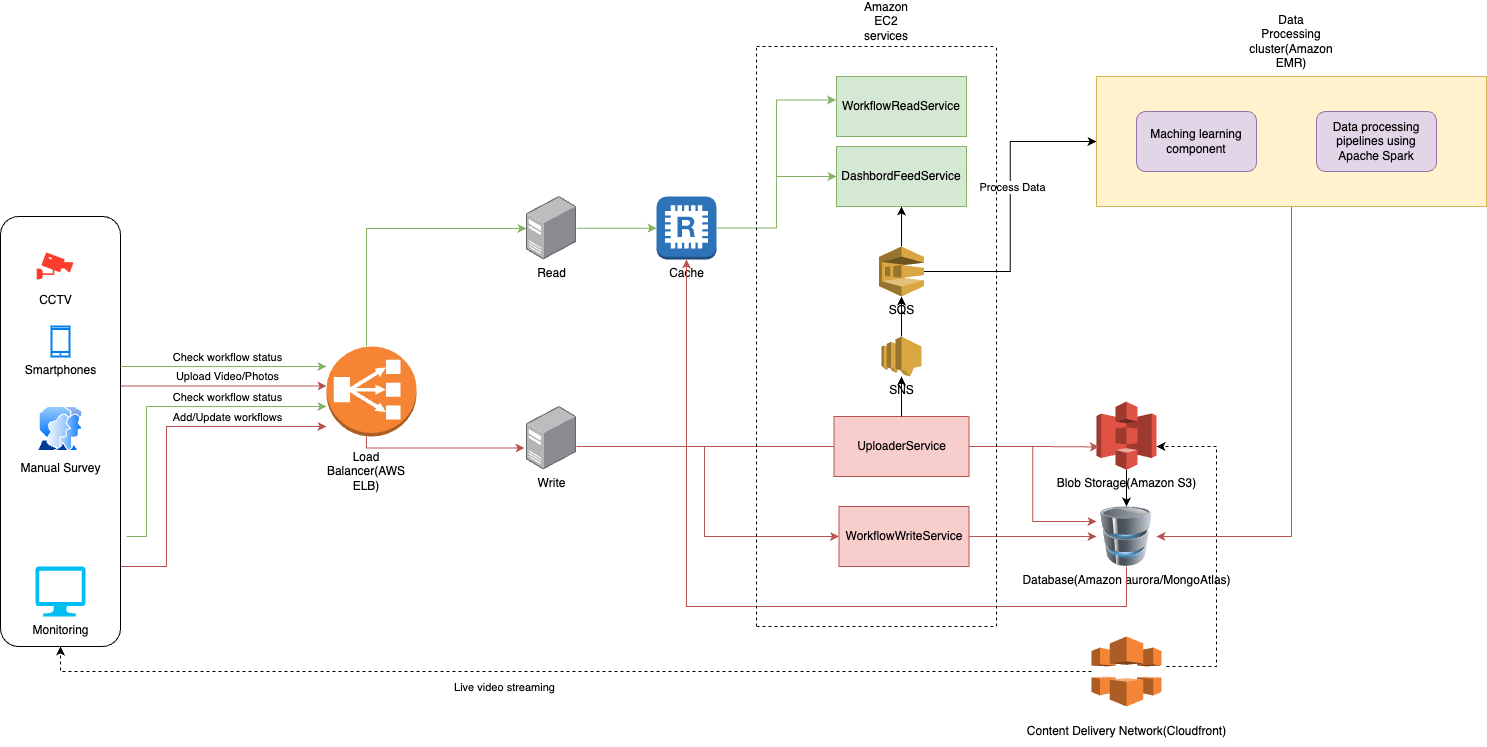 Amazon
EC2
services
Data
Processing
cluster(Amazon
EMR)
WorkflowReadService
Maching learning
component
Data processing
pipelines using
Apache Spark
DashbordFeedService
Process Data
R
Read
Cache
CCTV
SQS
Smartphones
Check workflow status
Upload Video/Photos
Check workflow status
Add/Update workflows
SNS
Manual Survey
Load
Balancer(AWS
ELB)
Write
UploaderService
Blob Storage(Amazon S3)
WorkflowWriteService
Database(Amazon aurora/MongoAtlas)
Monitoring
Live video streaming
Content Delivery Network(Cloudfront)